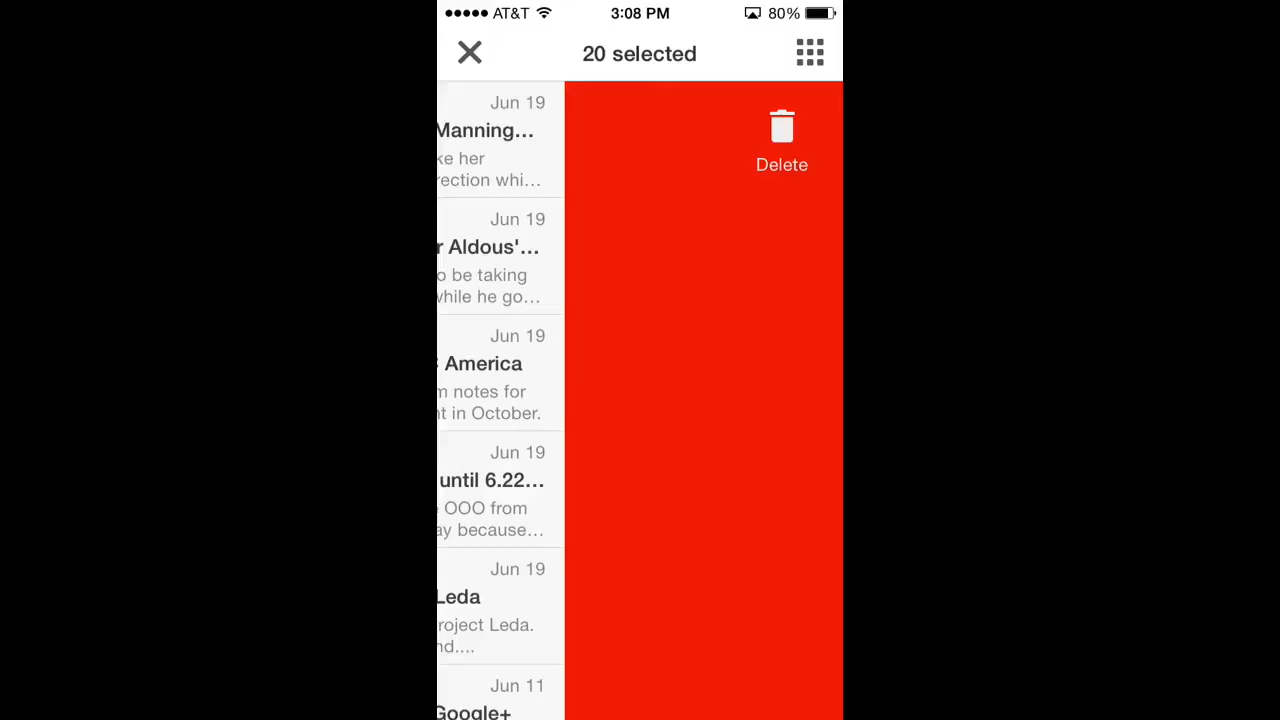 AT&T 3:08 PM 80%
20 selected
Jun 19
Manning...
ke her
rection whi...
Delete
Jun 19
r Aldous'...
o be taking
while he go...
Jun 19
America
m notes for
nt in October.
Jun 19
until 6.22...
OOO from
ay because...
Jun 19
Leda
roject Leda.
nd....
Jun 11
Google+